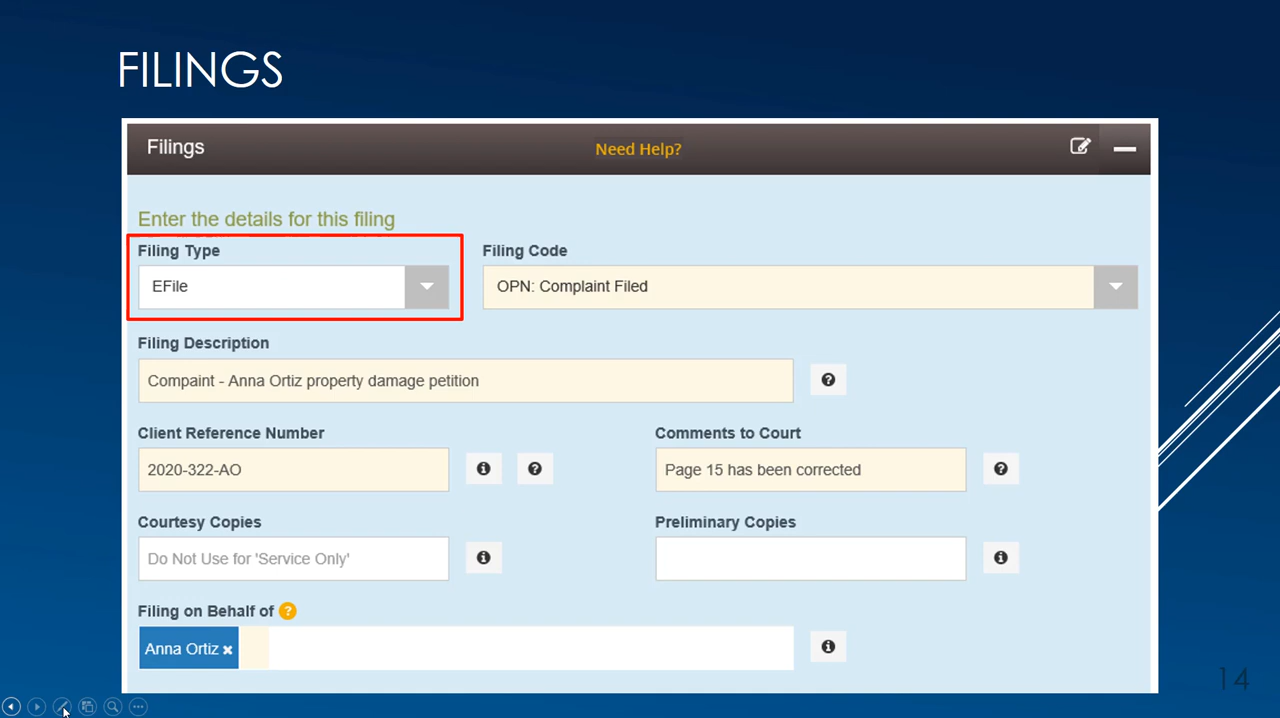 FILINGS
Filings
Need Help?
Enter the details for this filing
Filing Type
Filing Code
EFile
OPN: Complaint Filed
Filing Description
Compaint - Anna Ortiz property damage petition
Client Reference Number
Comments to Court
2020-322-AO
Page 15 has been corrected
Courtesy Copies
Preliminary Copies
Do Not Use for 'Service Only'
Filing on Behalf of ?
Anna Ortiz ×
14